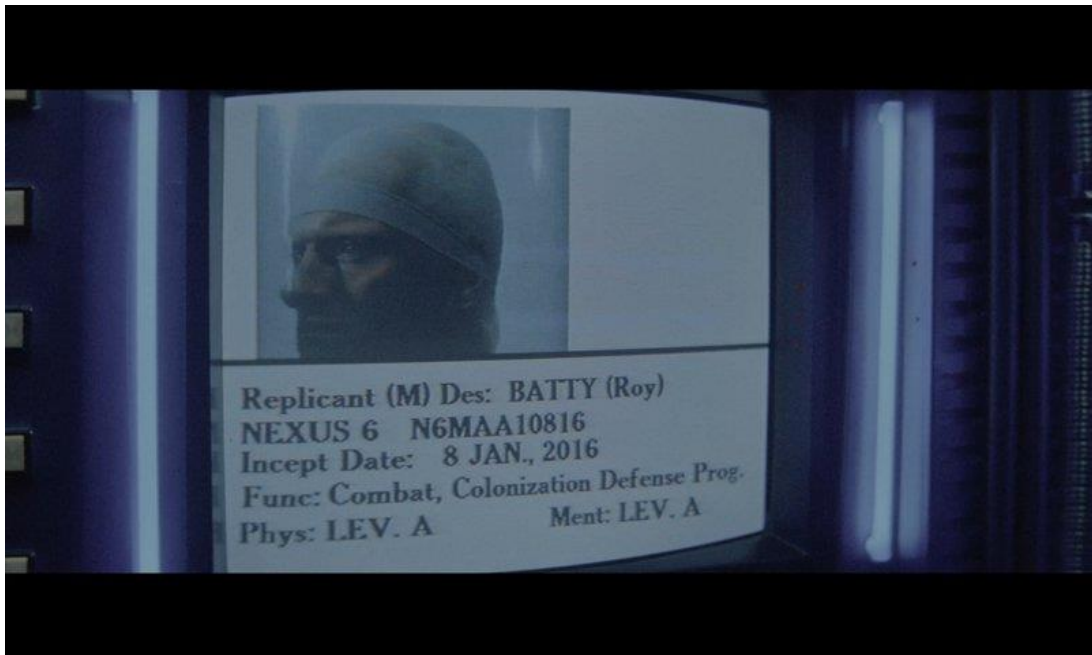 Replicant (M) Des: BATTY (Roy)
NEXUS 6 N6MAA10816
Incept Date: 8 JAN., 2016
Func: Combat, Colonization Defense Prog.
Phys: LEV. A Ment: LEV. A